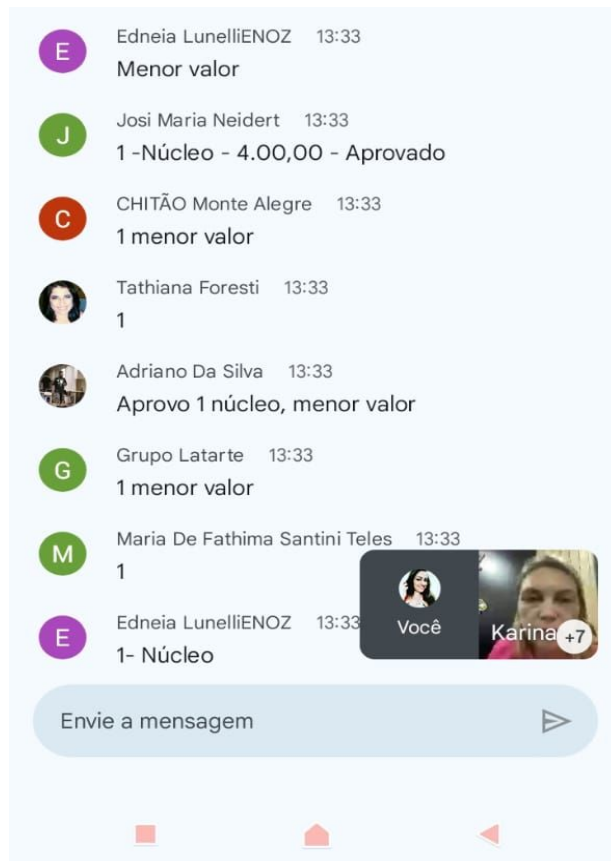 E
Edneia LunelliENOZ 13:33
Menor valor
J
Josi Maria Neidert 13:33
1 -Núcleo - 4.00,00 - Aprovado
C
CHITÃO Monte Alegre 13:33
1 menor valor
Tathiana Foresti 13:33
1
Adriano Da Silva 13:33
Aprovo 1 núcleo, menor valor
G
Grupo Latarte 13:33
1 menor valor
M
Maria De Fathima Santini Teles 13:33
1
E
Edneia LunelliENOZ 13:33
1- Núcleo
Você
Karina +7
Envie a mensagem